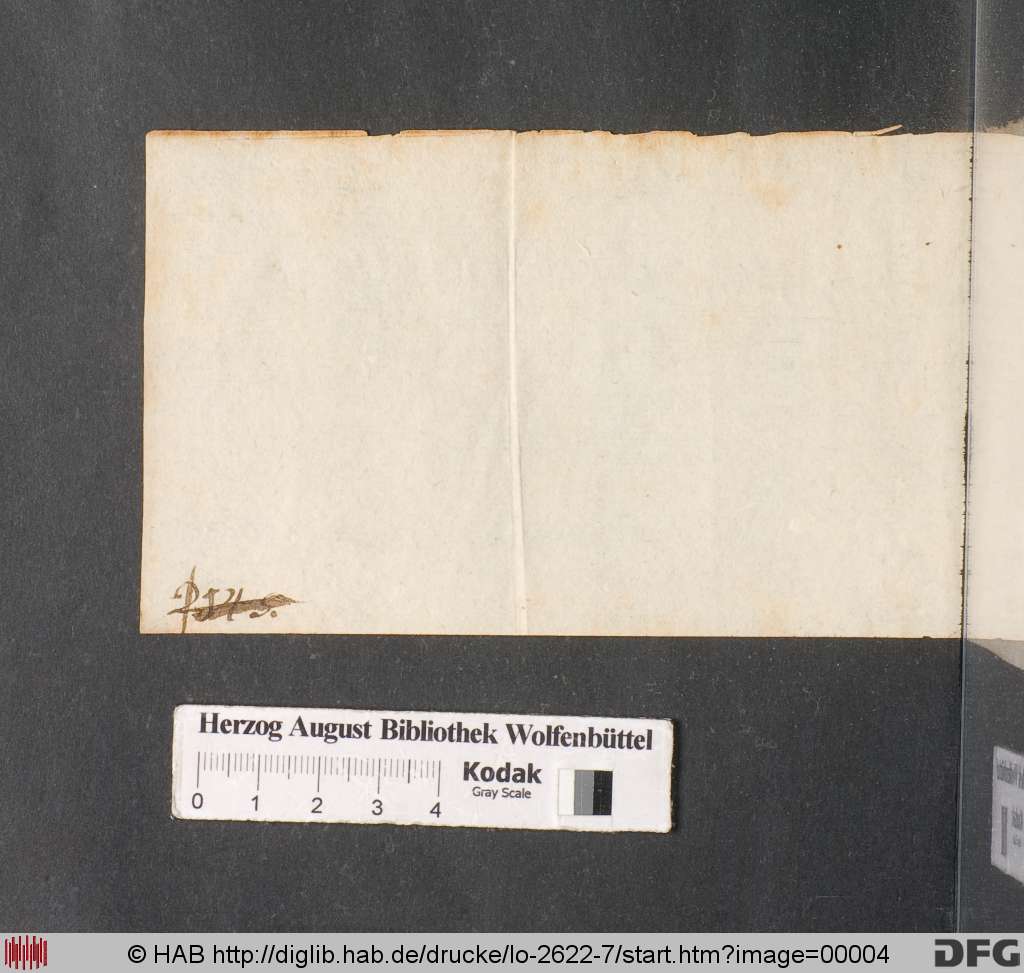 Herzog August Bibliothek Wolfenbüttel
Kodak
Gray Scale
0 1 2 3 4
© HAB http://diglib.hab.de/drucke/lo-2622-7/start.htm?image=00004
DFG